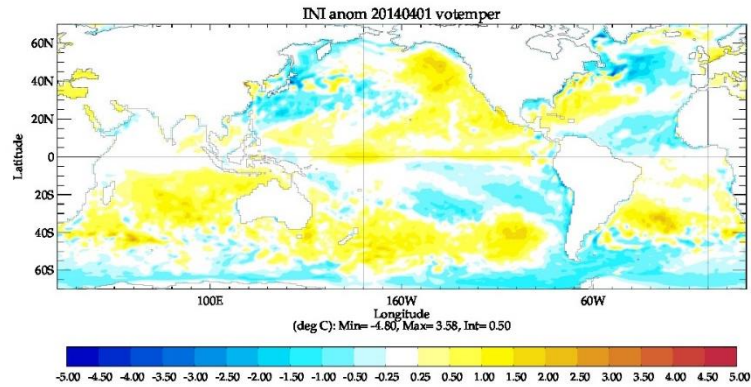 INI anom 20140401 votemper
60N
40N
20N
0
20S
40S
60S
Latitude
100E
160W
60W
Longitude
(deg C): Min= -4.80, Max= 3.58, Int= 0.50
-5.00 -4.50 -3.50 -3.00 -2.50 -2.00 -1.50 -1.00 -0.50 -0.25 0.25 0.50 1.00 1.50 2.00 2.50 3.00 3.50 4.00 4.50 5.00